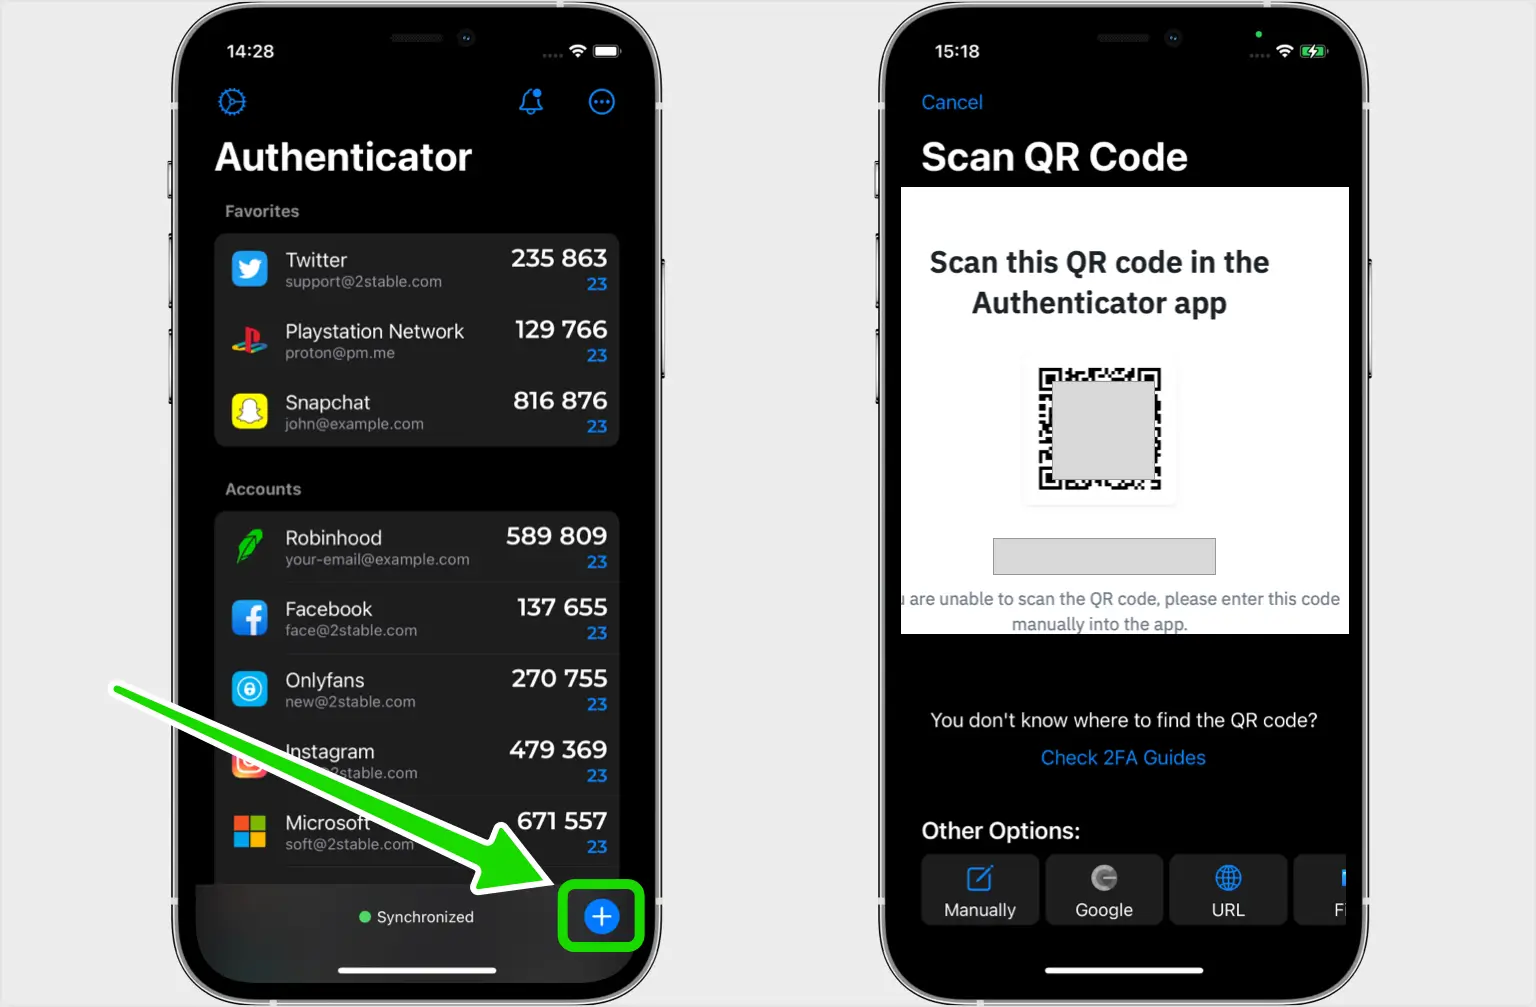 14:28
Authenticator
Favorites
Twitter
235 863
support@2stable.com
23
Playstation Network
129 766
proton@pm.me
23
Snapchat
816 876
john@example.com
23
Accounts
Robinhood
589 809
your-email@example.com
23
Facebook
137 655
face@2stable.com
23
Onlyfans
270 755
new@2stable.com
23
Instagram
479 369
2stable.com
23
Microsoft
671 557
soft@2stable.com
23
Synchronized
15:18
Cancel
Scan QR Code
Scan this QR code in the
Authenticator app
are unable to scan the QR code, please enter this code
manually into the app.
You don't know where to find the QR code?
Check 2FA Guides
Other Options:
Manually
Google
URL